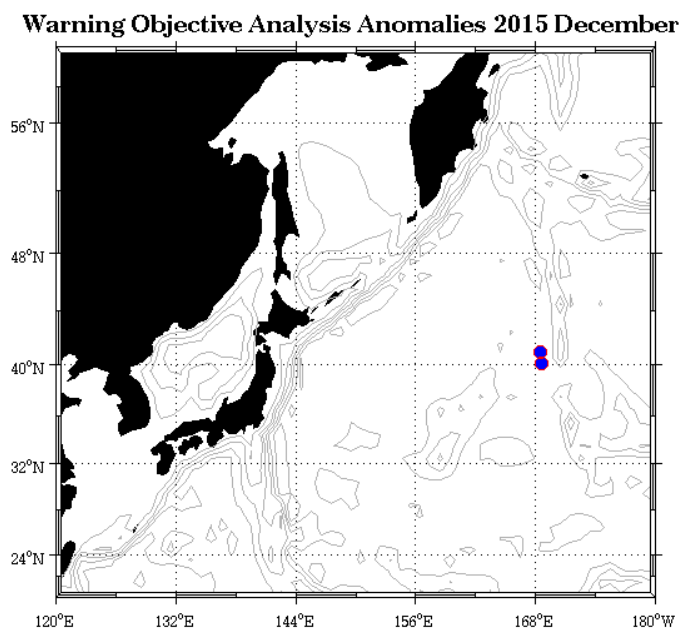 Warning Objective Analysis Anomalies 2015 December
56°N
48°N
40°N
32°N
24°N
120°E 132°E 144°E 156°E 168°E 180°W